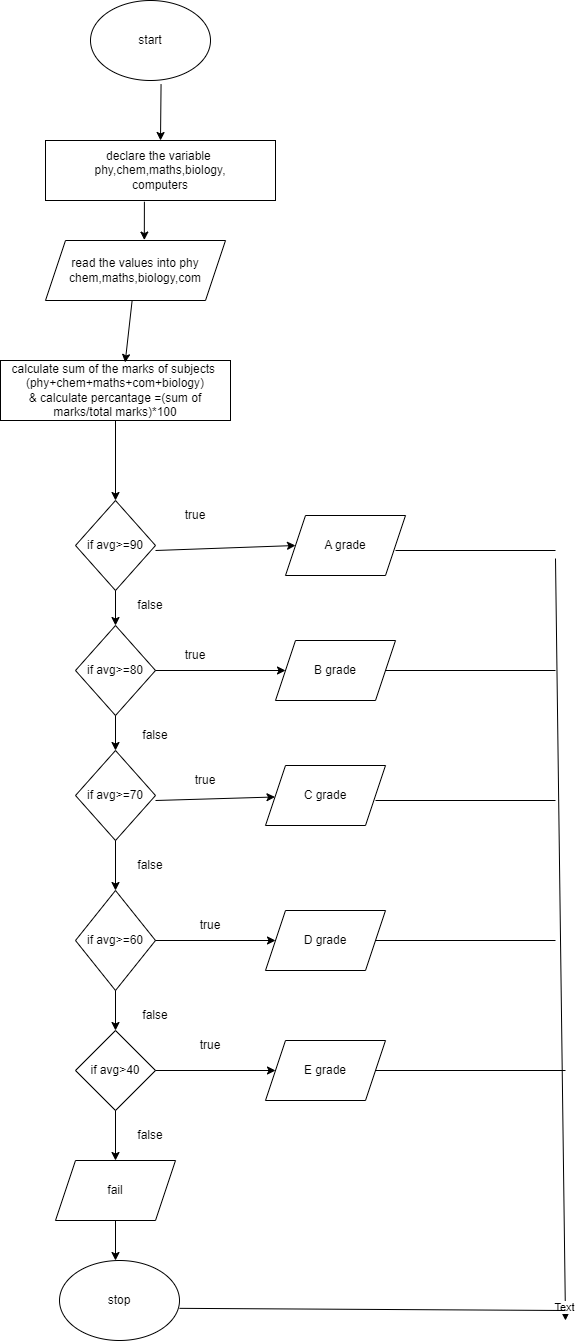 start
declare the variable
phy,chem,maths,biology,
computers
read the values into phy
chem,maths,biology,com
calculate sum of the marks of subjects
(phy+chem+maths+com+biology)
& calculate percantage =(sum of
marks/total marks)*100
true
if avg>=90
A grade
false
true
if avg>=80
B grade
false
true
if avg>=70
C grade
false
true
if avg>=60
D grade
false
true
if avg>40
E grade
false
fail
stop
Text